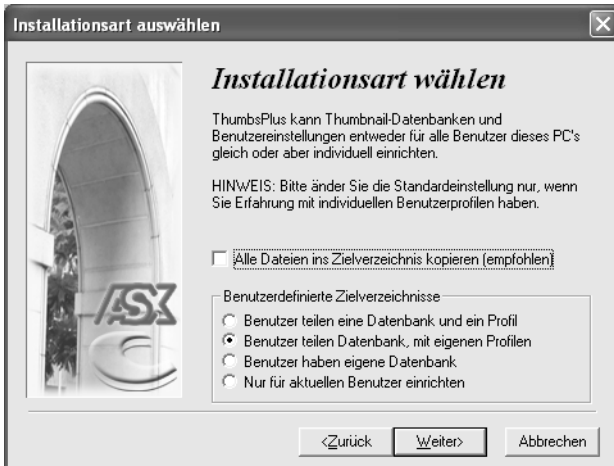 Installationsart auswählen
Installationsart wählen
ThumbsPlus kann Thumbnail-Datenbanken und
Benutzereinstellungen entweder für alle Benutzer dieses PC's
gleich oder aber individuell einrichten.
HINWEIS: Bitte änder Sie die Standardeinstellung nur, wenn
Sie Erfahrung mit individuellen Benutzerprofilen haben.
Alle Dateien ins Zielverzeichnis kopieren (empfohlen)
Benutzerdefinierte Zielverzeichnisse
Benutzer teilen eine Datenbank und ein Profil
Benutzer teilen Datenbank, mit eigenen Profilen
Benutzer haben eigene Datenbank
Nur für aktuellen Benutzer einrichten
<Zurück Weiter> Abbrechen